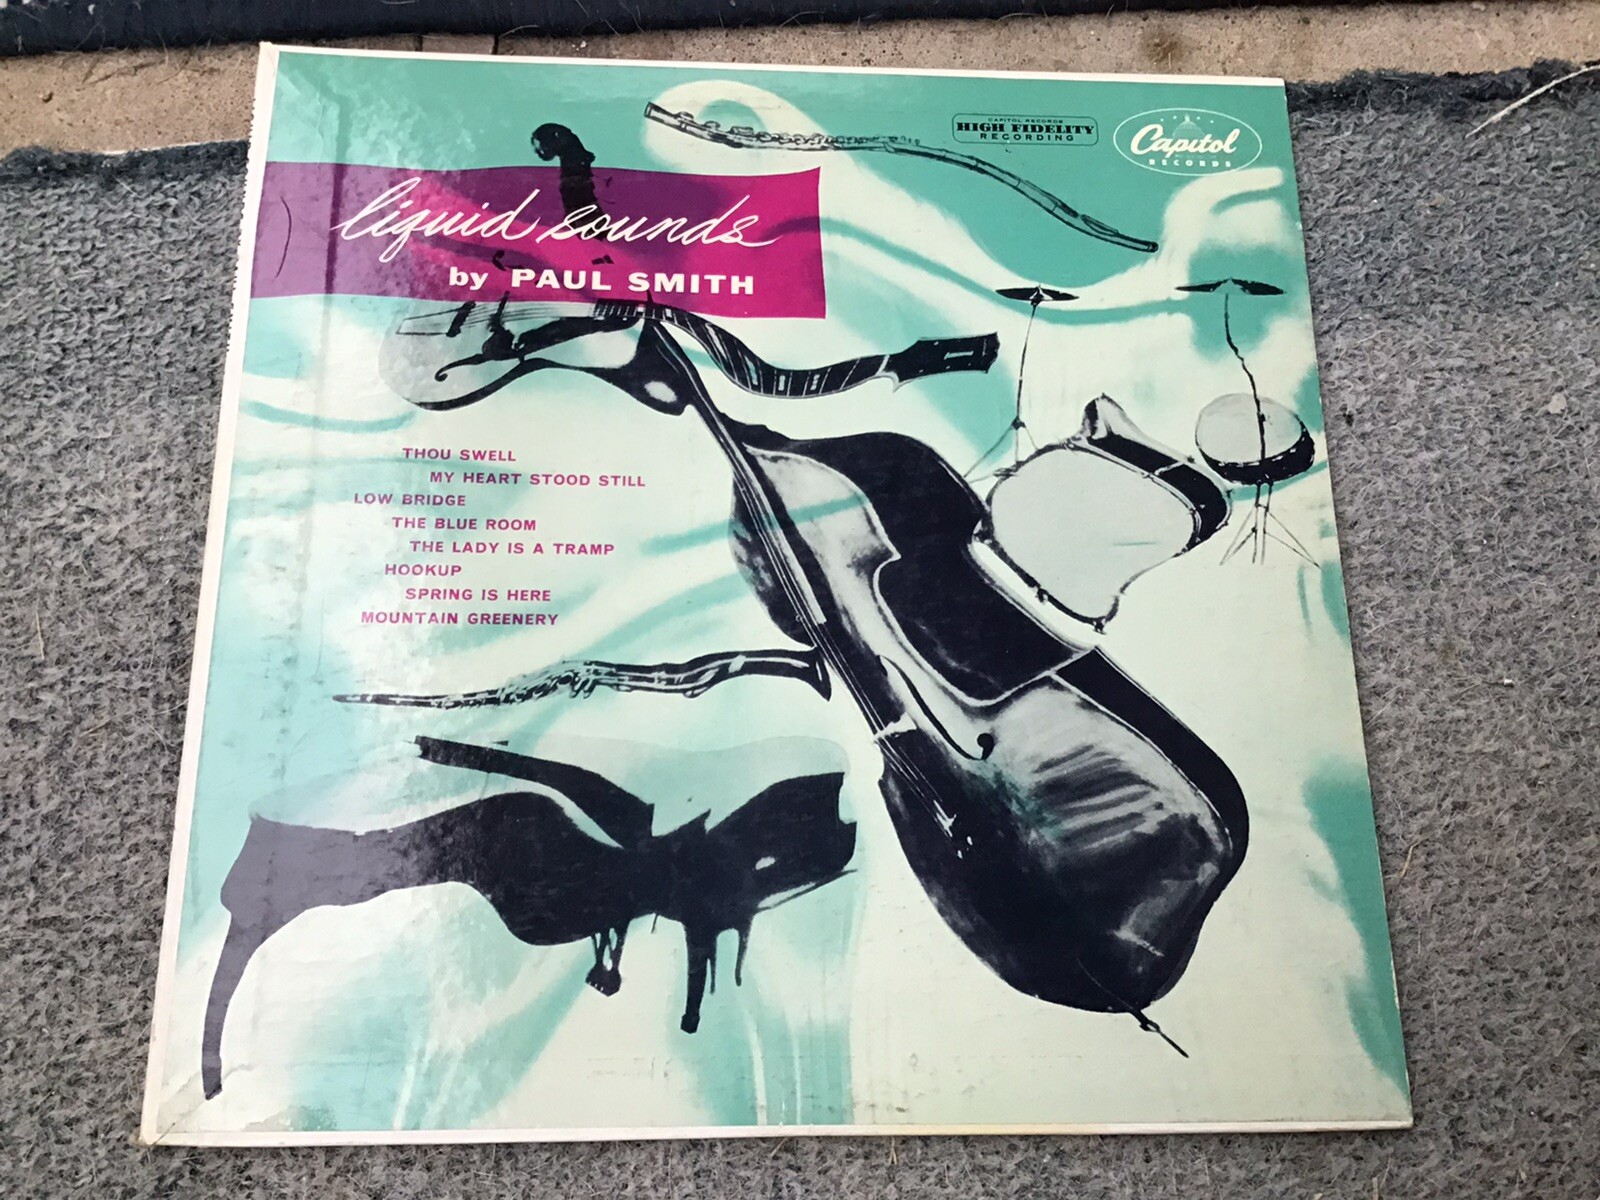 CAPITOL RECORDS
HIGH FIDELITY
RECORDING
Capitol
RECORDS
liquid sounds
by PAUL SMITH
THOU SWELL
MY HEART STOOD STILL
LOW BRIDGE
THE BLUE ROOM
THE LADY IS A TRAMP
HOOKUP
SPRING IS HERE
MOUNTAIN GREENERY